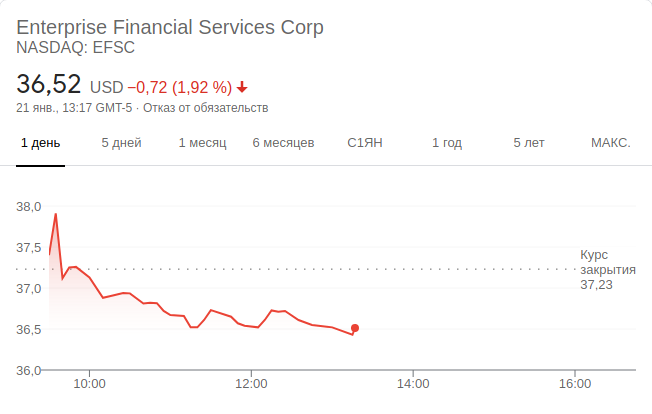 Enterprise Financial Services Corp
NASDAQ: EFSC
36,52 USD −0,72 (1,92 %)
21 янв., 13:17 GMT-5 · Отказ от обязательств
1 день 5 дней 1 месяц 6 месяцев С1ЯН 1 год 5 лет МАКС.
36,0
37,5
Курс
закрытия
37,23
37,0
36,5
36,0
10:00 12:00 14:00 16:00